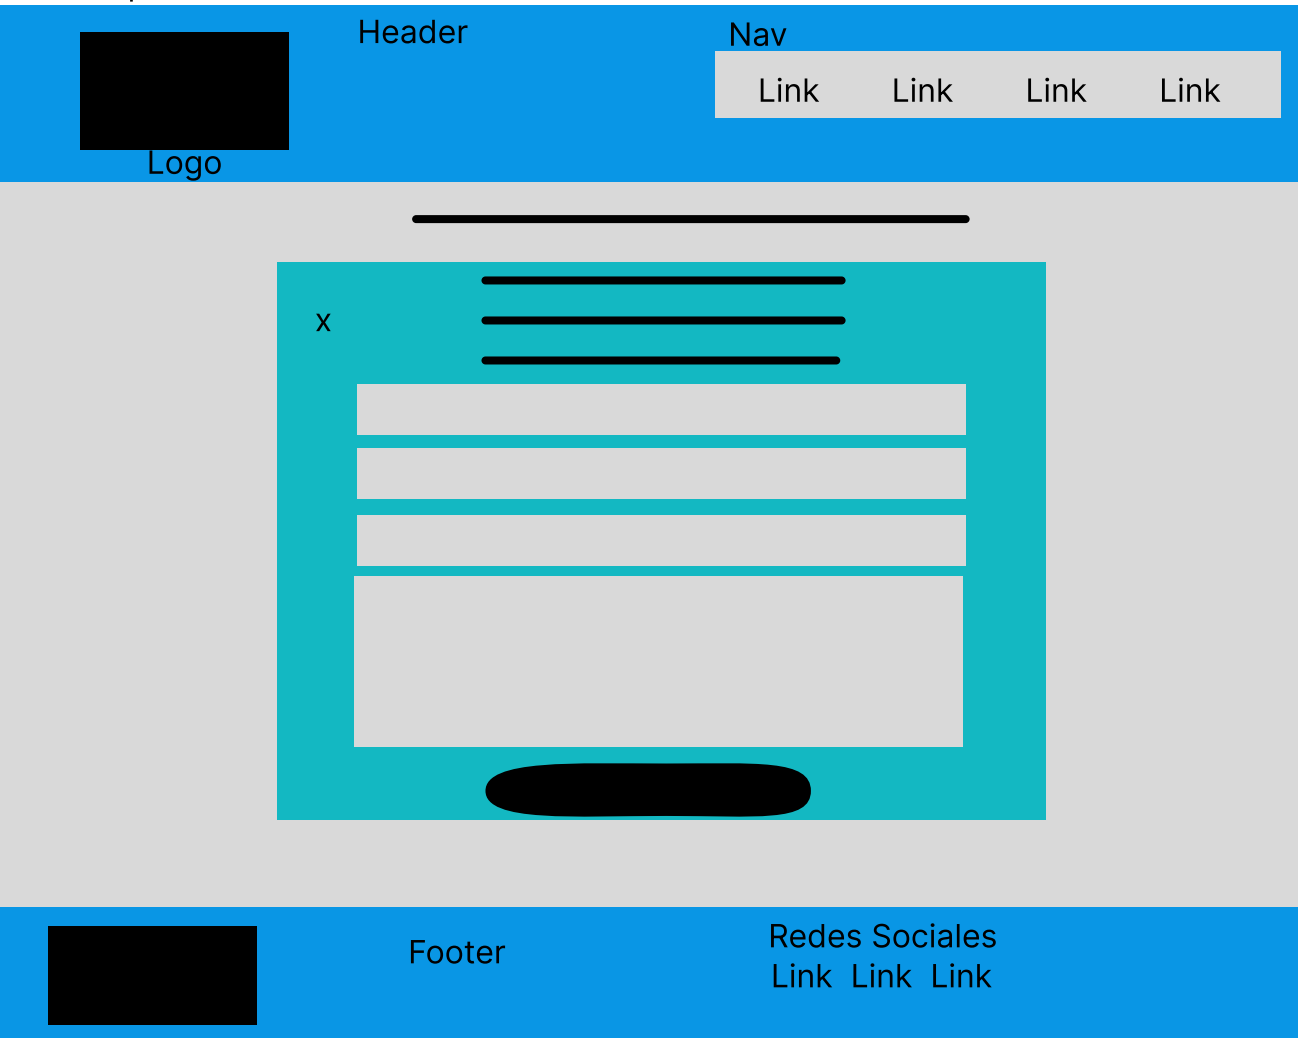 Header
Nav
Link Link Link Link
Logo
x
Footer
Redes Sociales
Link Link Link